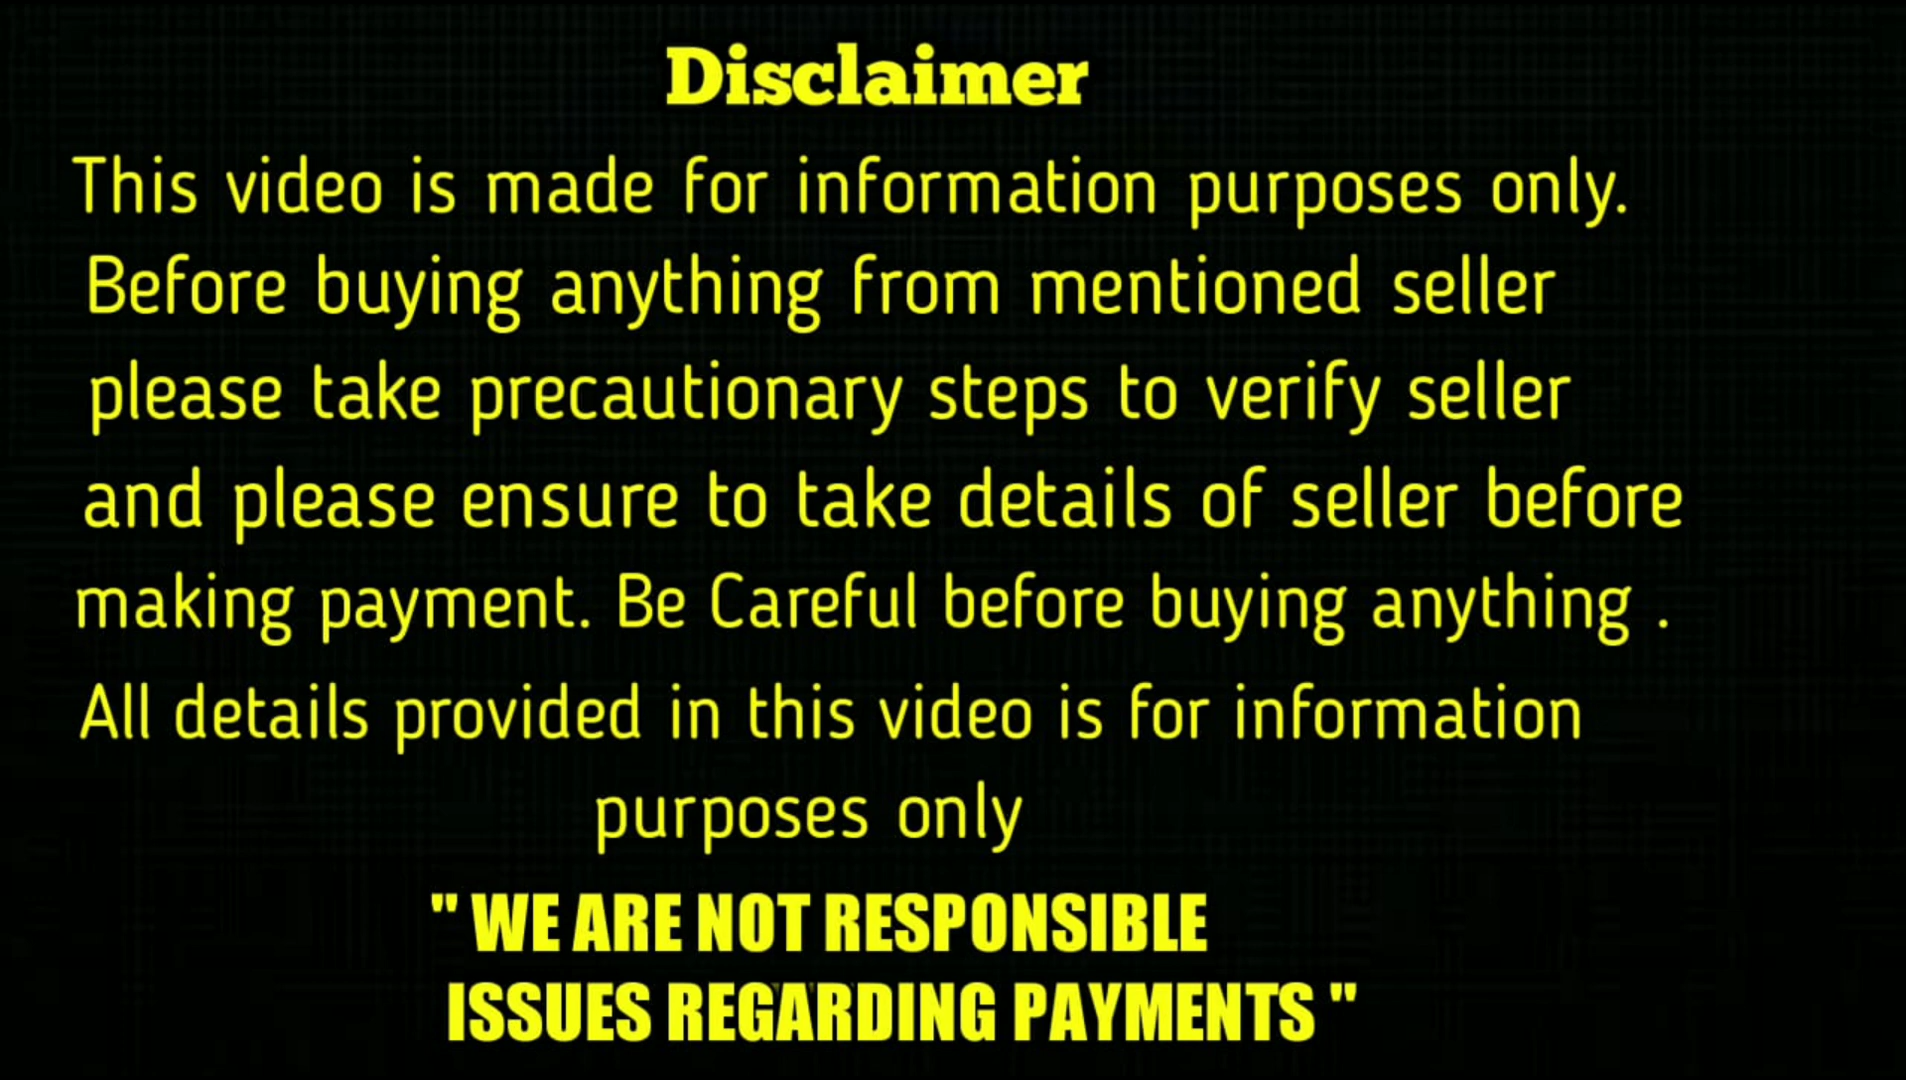 Disclaimer
This video is made for information purposes only.
Before buying anything from mentioned seller
please take precautionary steps to verify seller
and please ensure to take details of seller before
making payment. Be Careful before buying anything .
All details provided in this video is for information
purposes only
" WE ARE NOT RESPONSIBLE
ISSUES REGARDING PAYMENTS "